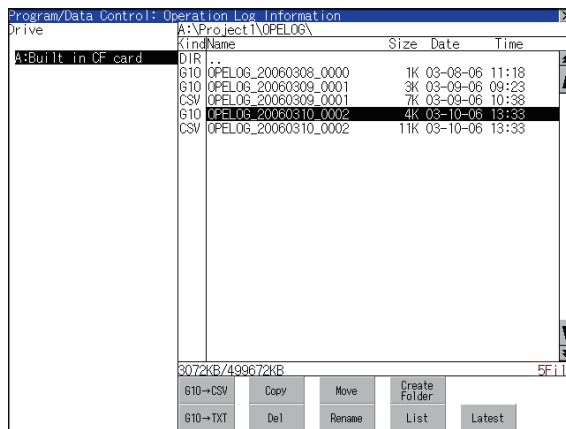 Program/Data Control: Operation Log Information
Drive
A:\Project1\OPELOG\
Kind Name Size Date Time
A:Built in CF card
DIR ..
G10 OPELOG_20060308_0000 1K 03-08-06 11:18
G10 OPELOG_20060309_0001 3K 03-09-06 09:23
CSV OPELOG_20060309_0001 7K 03-09-06 10:38
G10 OPELOG_20060310_0002 4K 03-10-06 13:33
CSV OPELOG_20060310_0002 11K 03-10-06 13:33
3072KB/499672KB 5Fil
G10→CSV Copy Move Create Folder
G10→TXT Del Rename List Latest